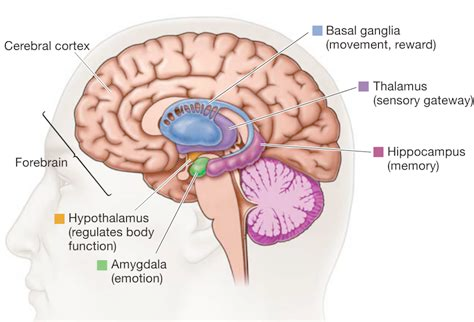 Basal ganglia
(movement, reward)
Cerebral cortex
Thalamus
(sensory gateway)
Hippocampus
(memory)
Forebrain
Hypothalamus
(regulates body
function)
Amygdala
(emotion)